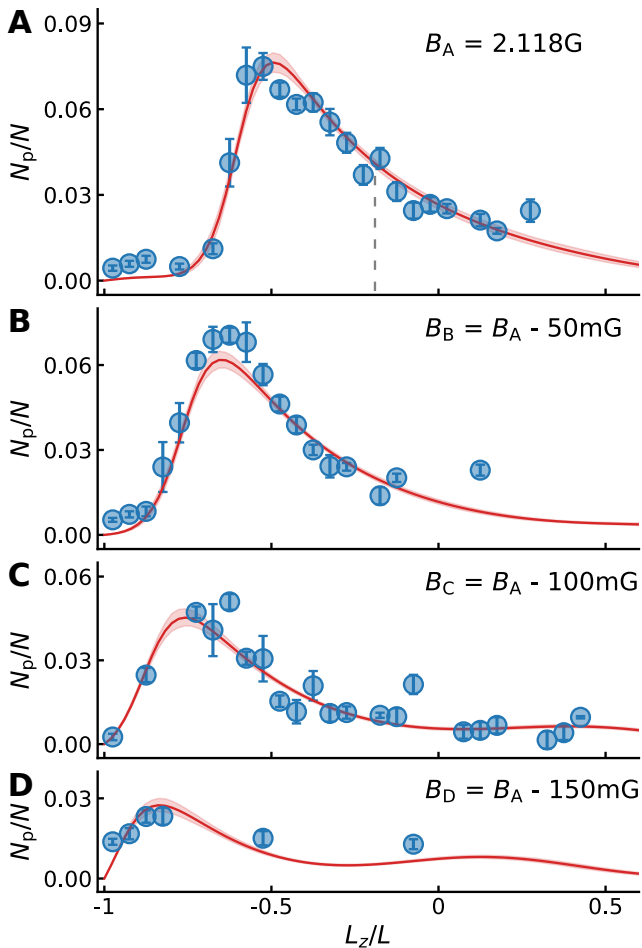 A
B_A = 2.118G
0.09
0.06
0.03
0.00
N_p/N
B
B_B = B_A - 50mG
0.06
0.03
0.00
N_p/N
C
B_C = B_A - 100mG
0.06
0.03
0.00
N_p/N
D
B_D = B_A - 150mG
0.03
0.00
N_p/N
-1 -0.5 0 0.5
L_z/L